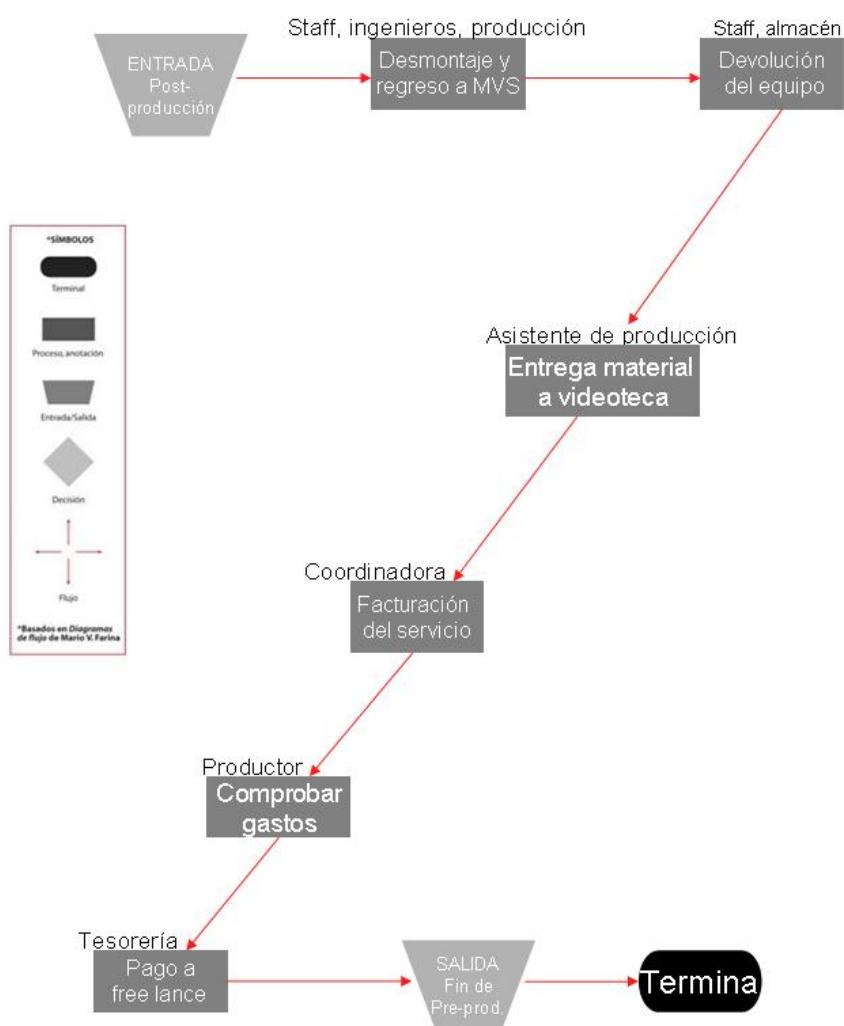 Staff, ingenieros, producción
Staff, almacén
ENTRADA
Post-
producción
Desmontaje y
regreso a MVS
Devolución
del equipo
*SÍMBOLOS
Terminal
Proceso, anotación
Entrada/Salida
Decisión
Flujo
*Basados en Diagramas
de flujo de Mario V. Farina
Asistente de producción
Entrega material
a videoteca
Coordinadora
Facturación
del servicio
Productor
Comprobar
gastos
Tesorería
Pago a
free lance
SALIDA
Fin de
Pre-prod.
Termina